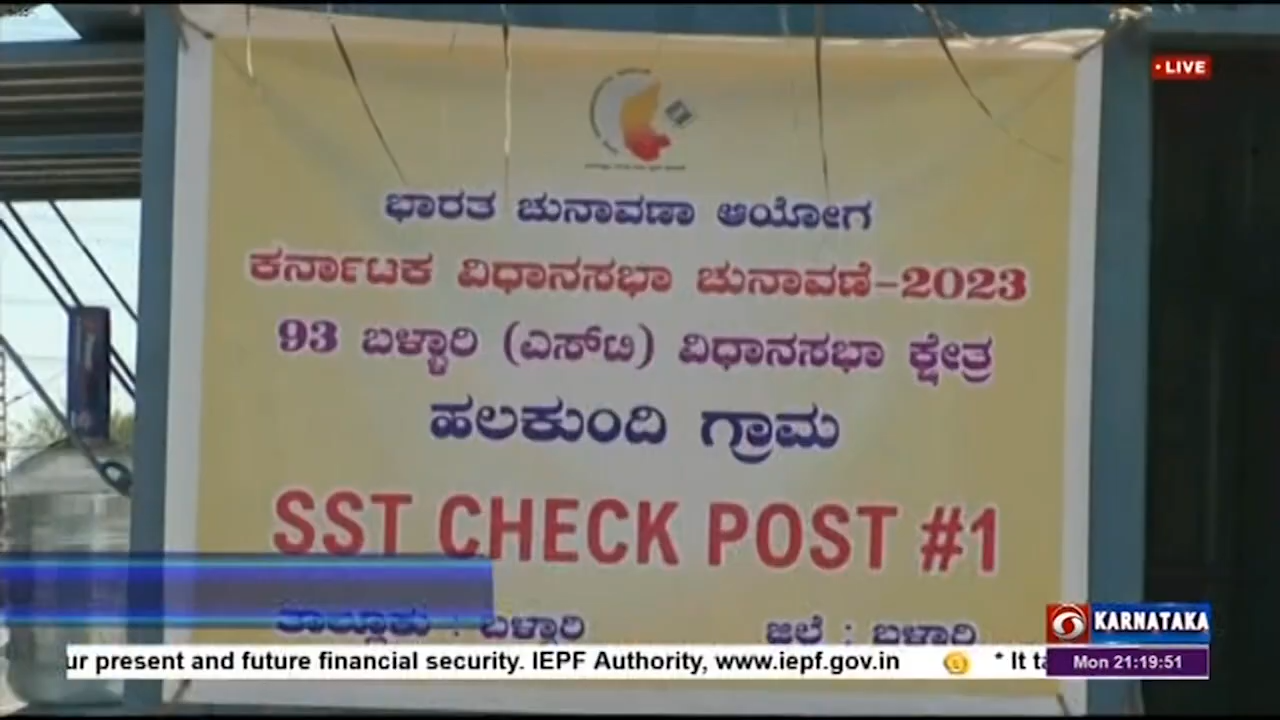 LIVE
ಭಾರತ ಚುನಾವಣಾ ಆಯೋಗ
ಕರ್ನಾಟಕ ವಿಧಾನಸಭಾ ಚುನಾವಣೆ-2023
93 ಬಳ್ಳಾರಿ (ಎಸ್‌ಟಿ) ವಿಧಾನಸಭಾ ಕ್ಷೇತ್ರ
ಹಲಕುಂದಿ ಗ್ರಾಮ
SST CHECK POST #1
ತಾಲ್ಲೂಕು : ಬಳ್ಳಾರಿ ಜಿಲೆ : ಬಳ್ಳಾರಿ
KARNATAKA
ur present and future financial security. IEPF Authority, www.iepf.gov.in * It
Mon 21:19:51